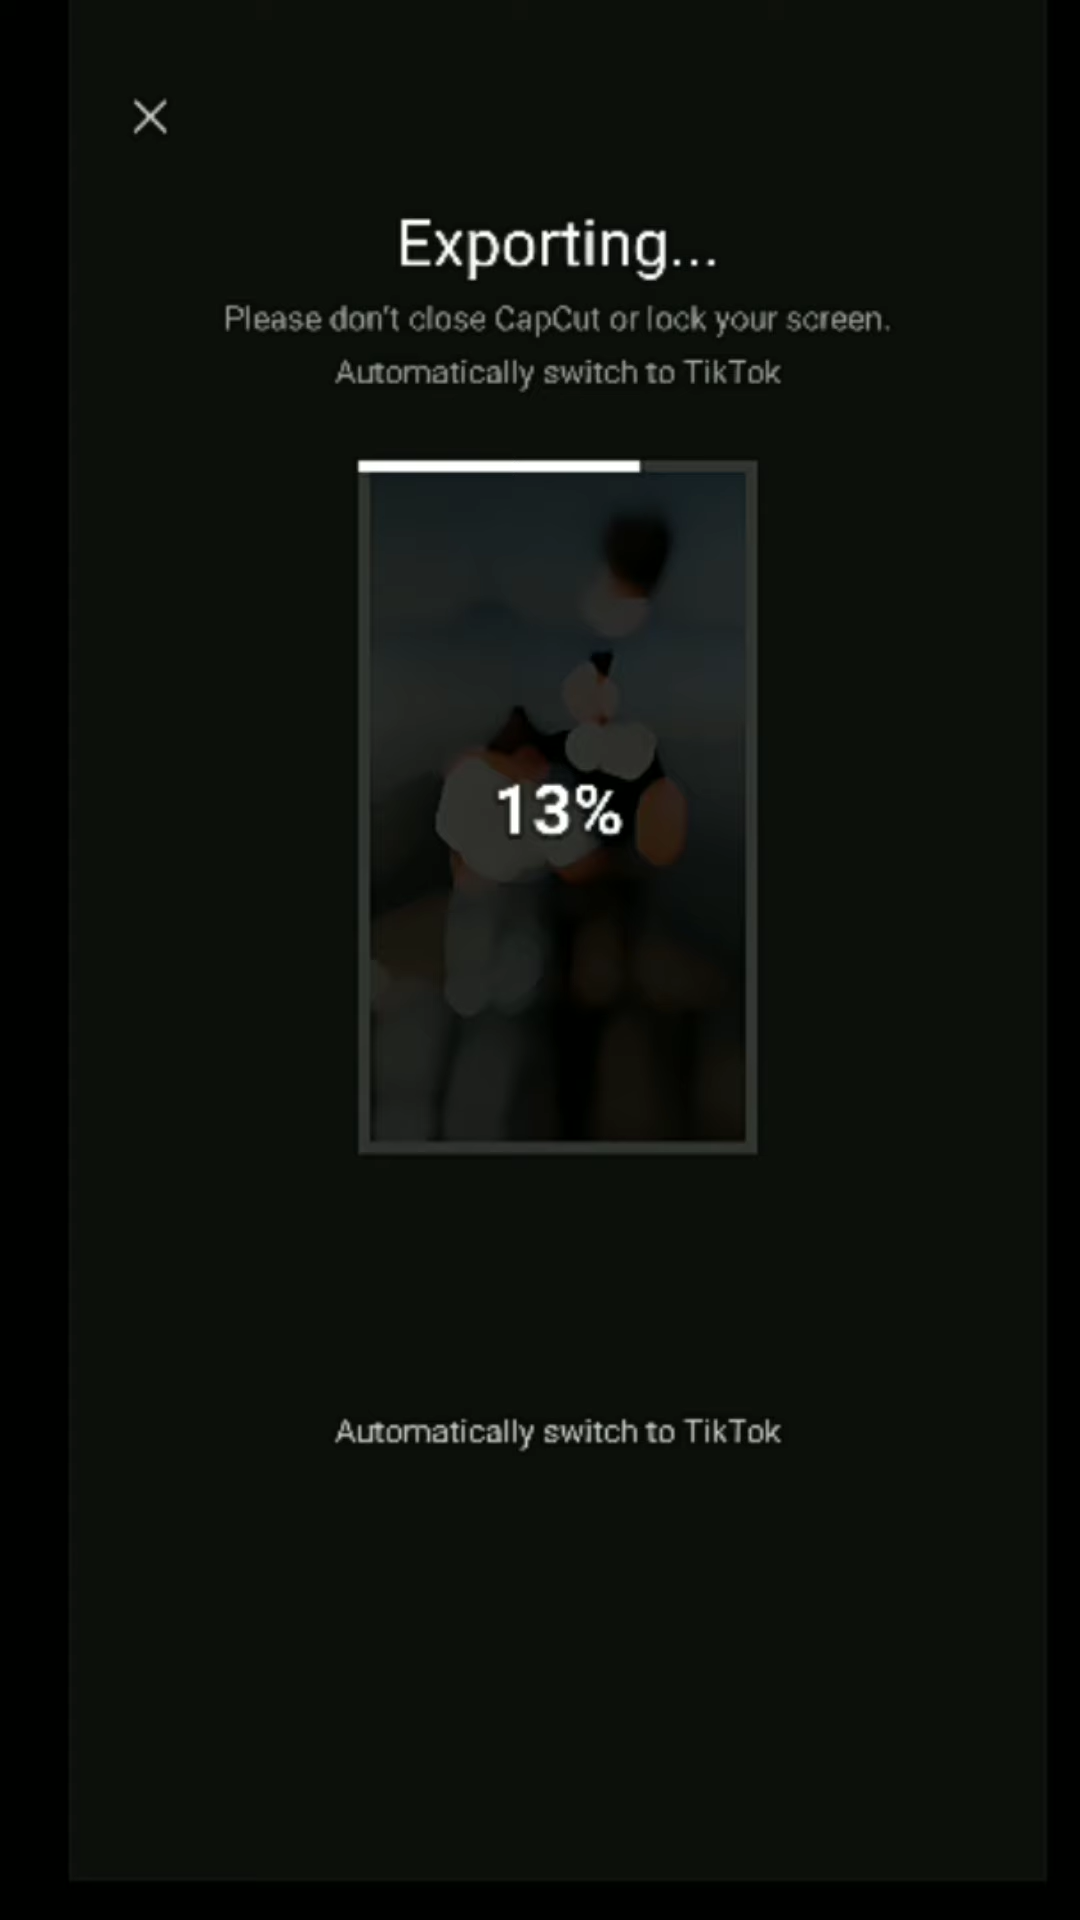 Exporting...
Please don't close CapCut or lock your screen.
Automatically switch to TikTok
13%
Automatically switch to TikTok